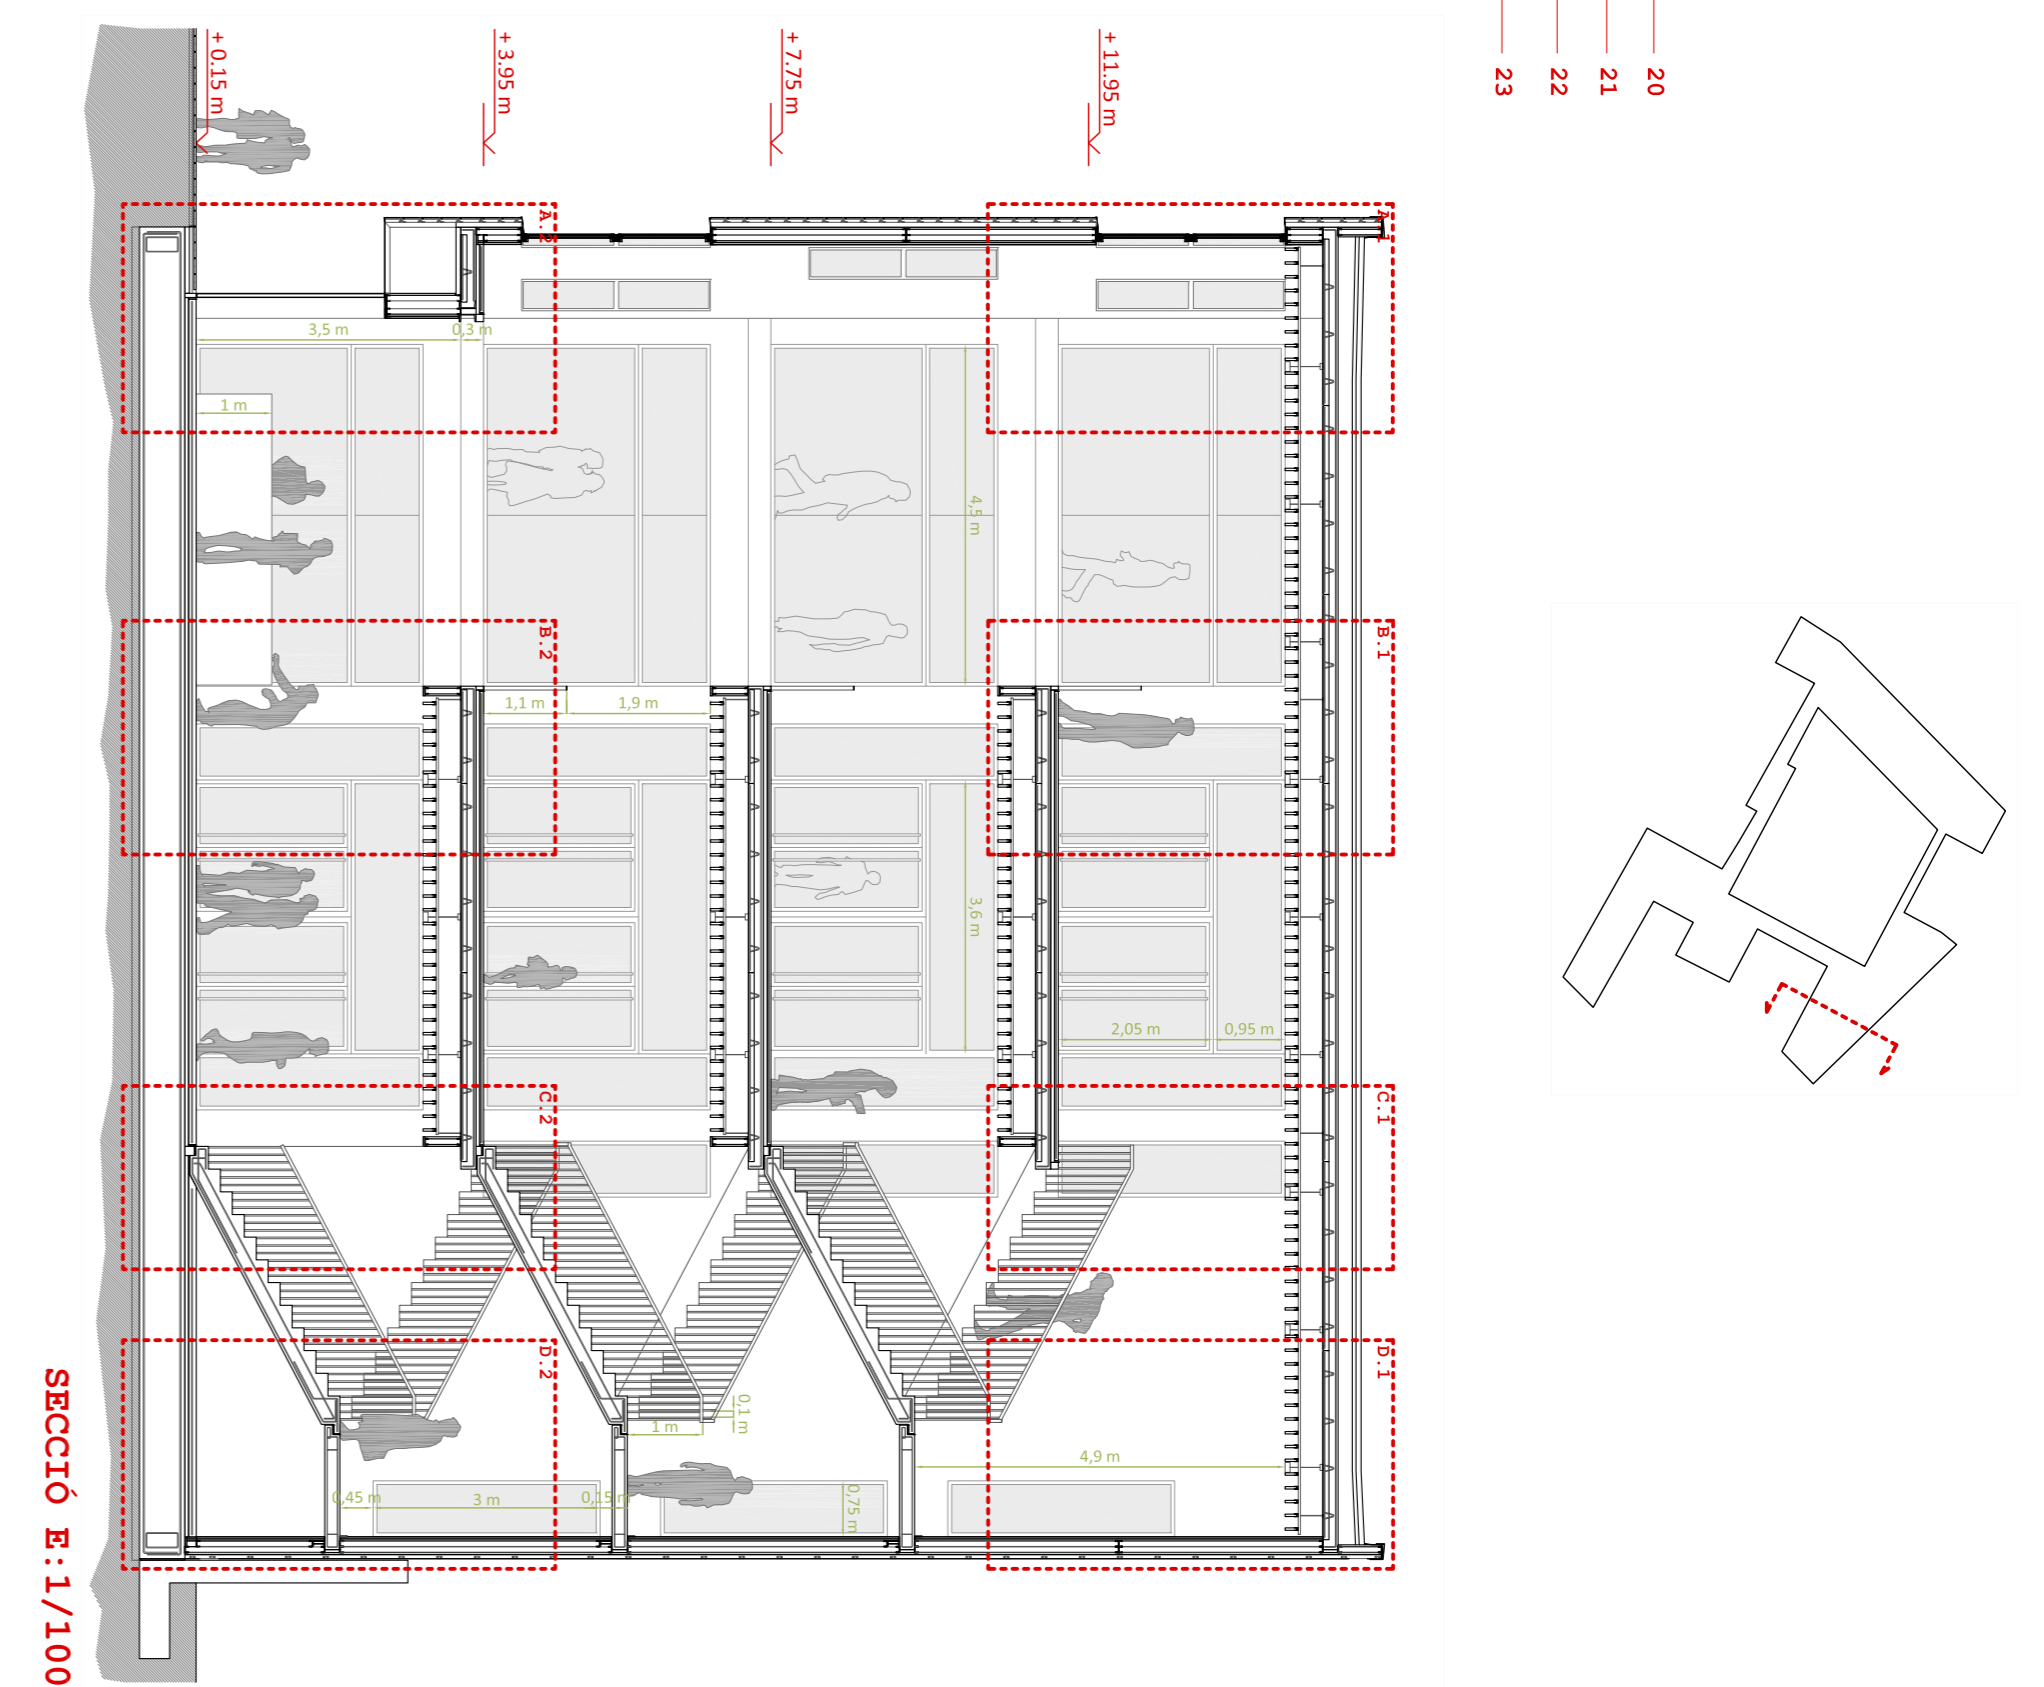 + 11.95 m
+ 7.75 m
+ 3.95 m
+ 0.15 m
20
21
22
23
A.1
B.1
C.1
D.1
A.2
B.2
C.2
D.2
4,5 m
3,6 m
2,05 m
0,95 m
4,9 m
1,1 m
1,9 m
3,5 m
0,3 m
1 m
0,1 m
1 m
0,75 m
0,45 m
3 m
0,15 m
SECCIÓ E:1/100